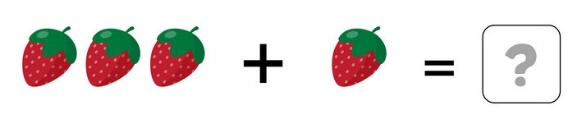 + = ?